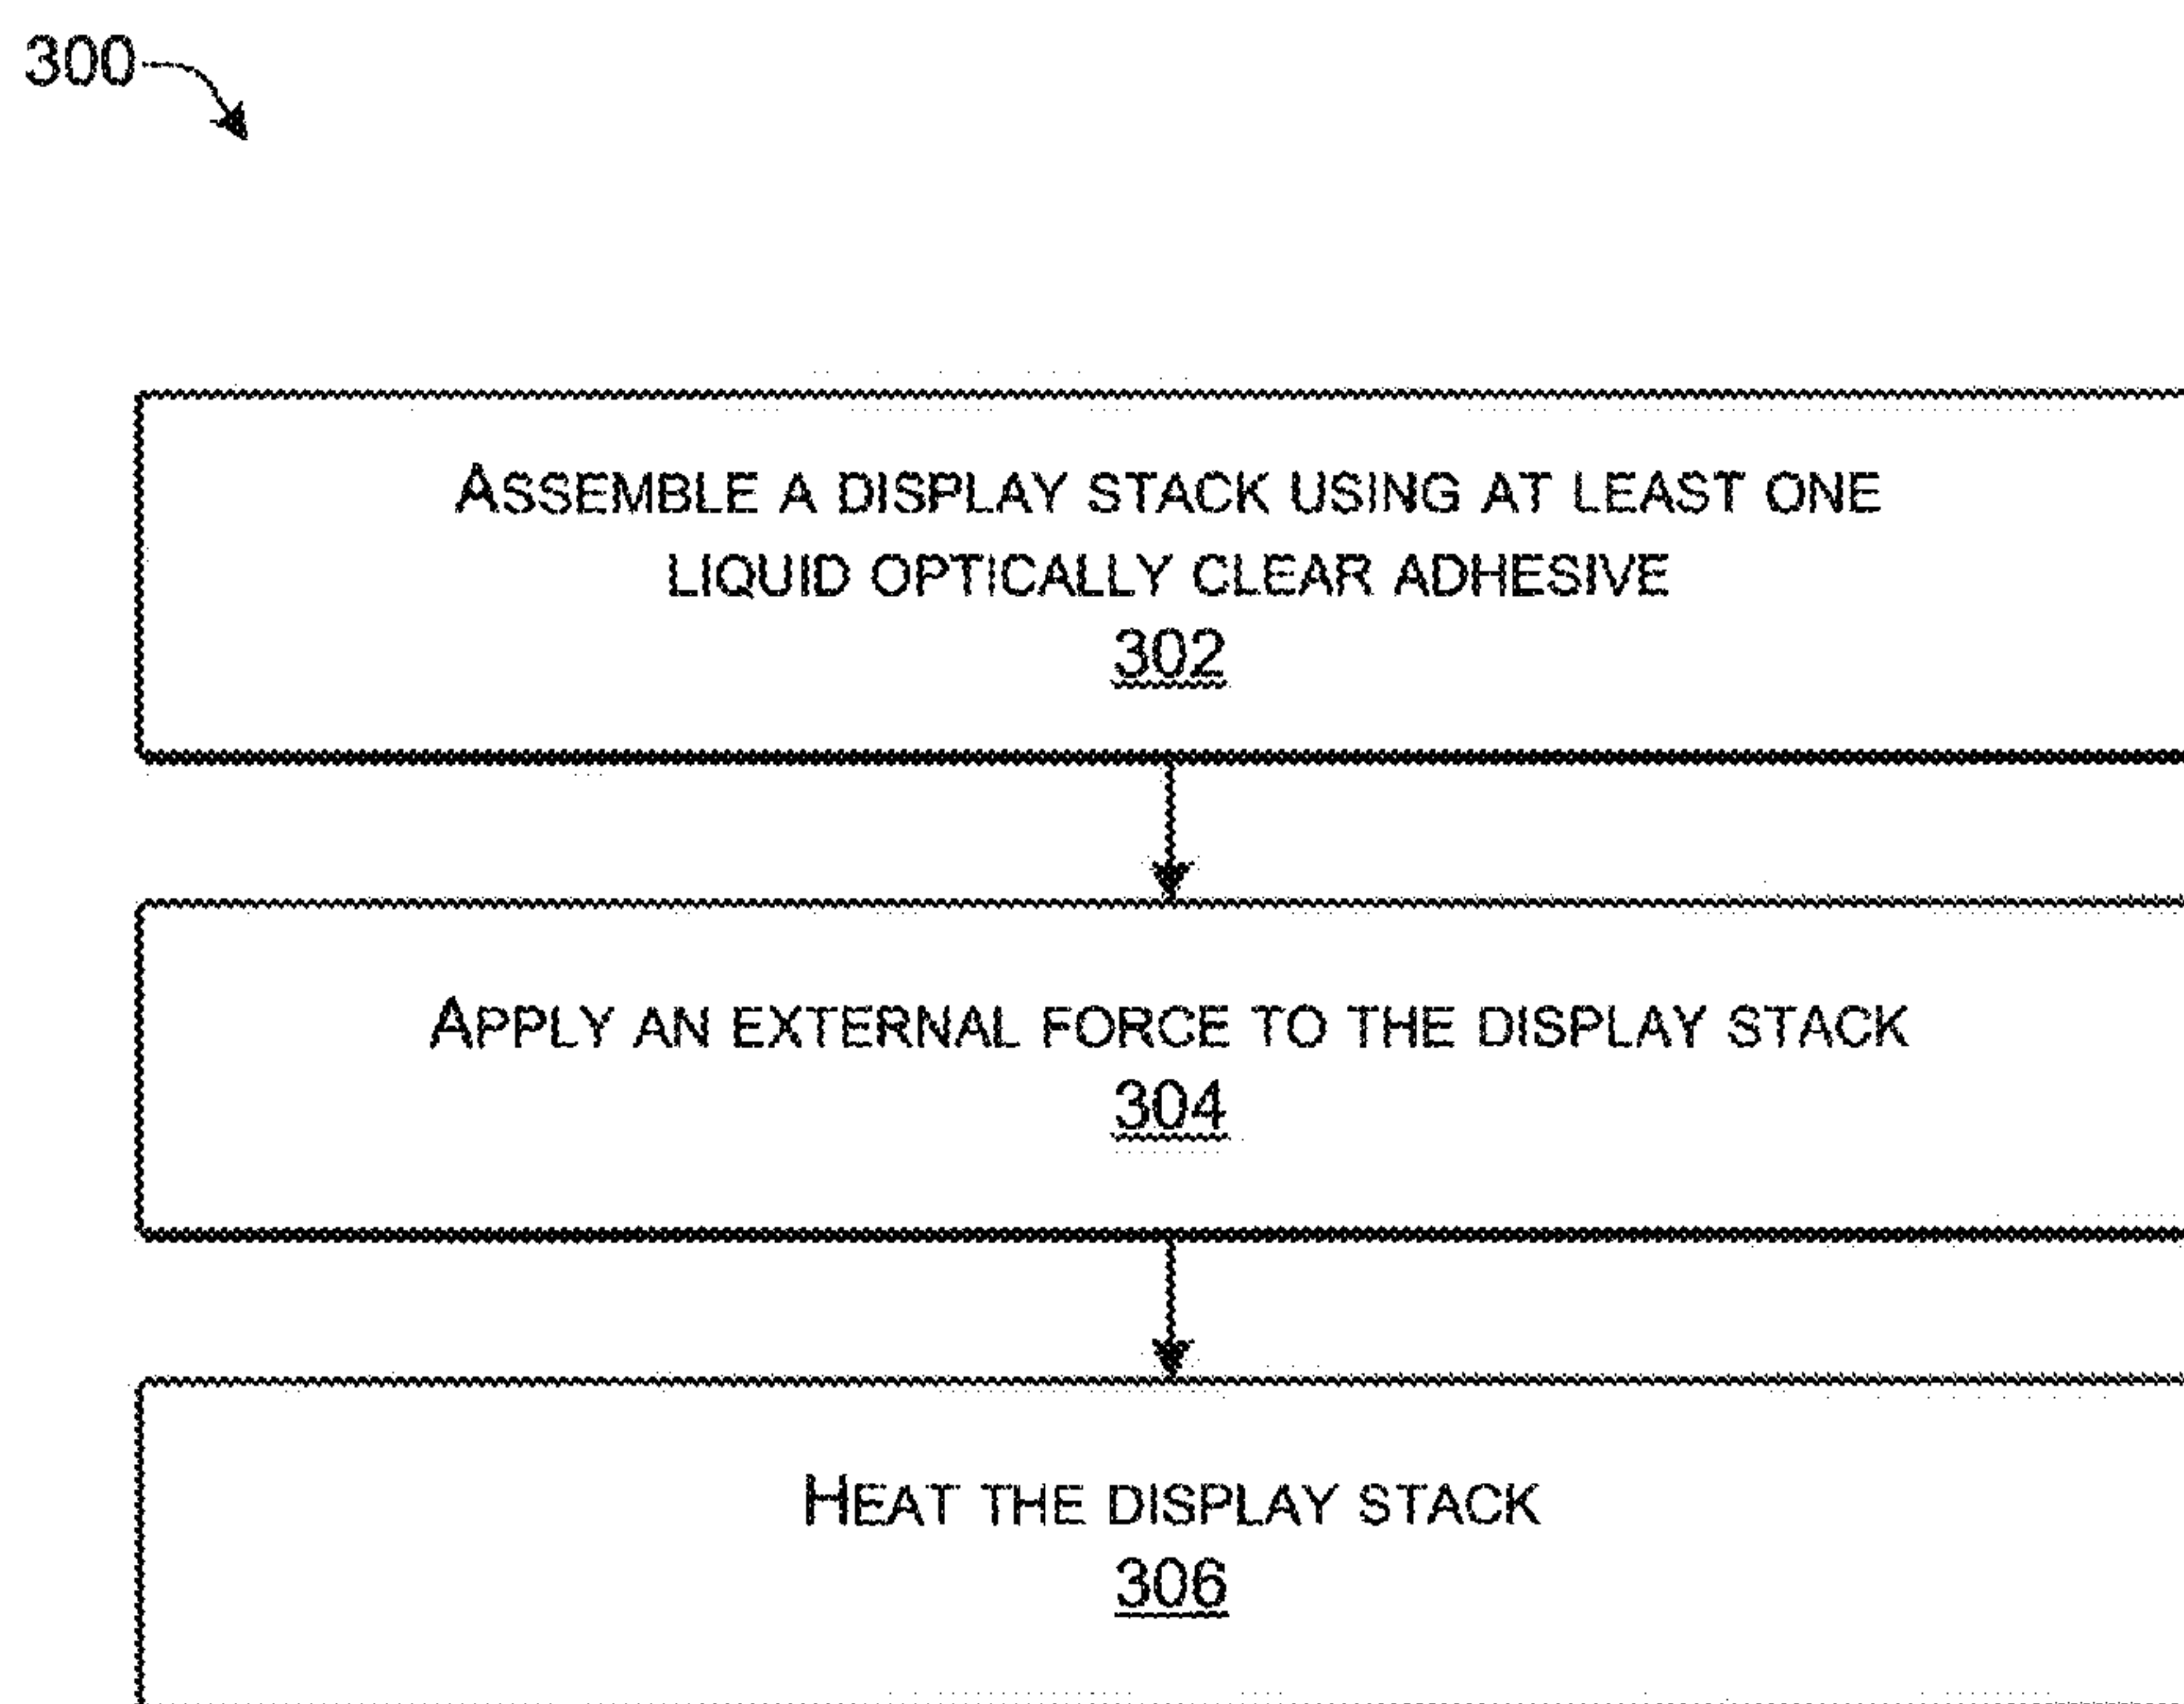 300
ASSEMBLE A DISPLAY STACK USING AT LEAST ONE
LIQUID OPTICALLY CLEAR ADHESIVE
302
APPLY AN EXTERNAL FORCE TO THE DISPLAY STACK
304
HEAT THE DISPLAY STACK
306